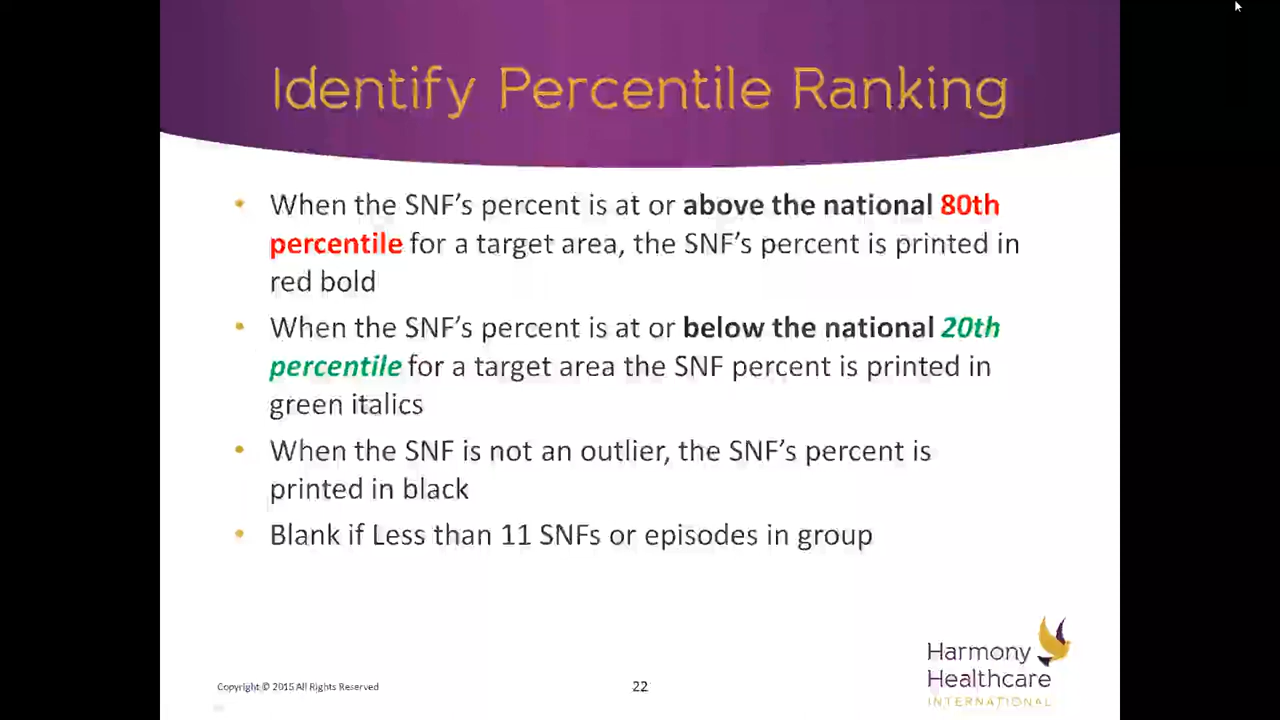 Identify Percentile Ranking
• When the SNF's percent is at or above the national 80th
percentile for a target area, the SNF's percent is printed in
red bold
• When the SNF's percent is at or below the national 20th
percentile for a target area the SNF percent is printed in
green italics
• When the SNF is not an outlier, the SNF's percent is
printed in black
• Blank if Less than 11 SNFs or episodes in group
Copyright © 2015 All Rights Reserved
22
Harmony
Healthcare
INTERNATIONAL